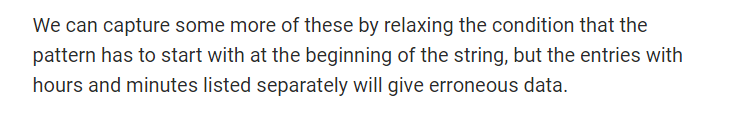 We can capture some more of these by relaxing the condition that the
pattern has to start with at the beginning of the string, but the entries with
hours and minutes listed separately will give erroneous data.